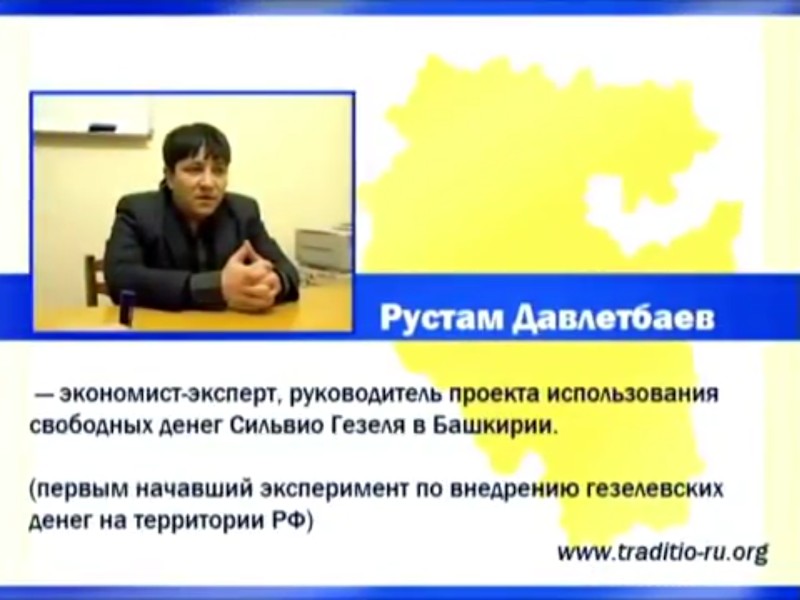 Рустам Давлетбаев
— экономист-эксперт, руководитель проекта использования
свободных денег Сильвио Гезеля в Башкирии.
(первым начавший эксперимент по внедрению гезелевских
денег на территории РФ)
www.traditio-ru.org